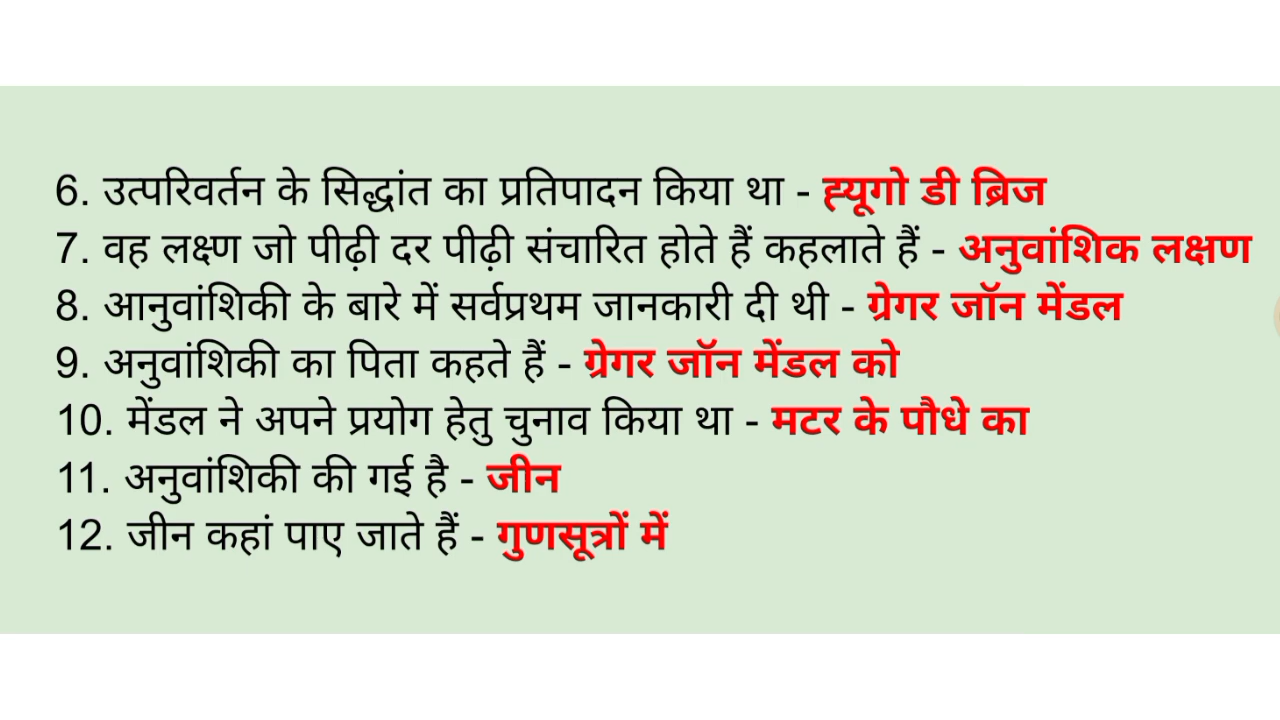 6. उत्परिवर्तन के सिद्धांत का प्रतिपादन किया था - ह्यूगो डी ब्रिज
7. वह लक्ष्ण जो पीढ़ी दर पीढ़ी संचारित होते हैं कहलाते हैं - अनुवांशिक लक्षण
8. आनुवांशिकी के बारे में सर्वप्रथम जानकारी दी थी - ग्रेगर जॉन मेंडल
9. अनुवांशिकी का पिता कहते हैं - ग्रेगर जॉन मेंडल को
10. मेंडल ने अपने प्रयोग हेतु चुनाव किया था - मटर के पौधे का
11. अनुवांशिकी की गई है - जीन
12. जीन कहां पाए जाते हैं - गुणसूत्रों में